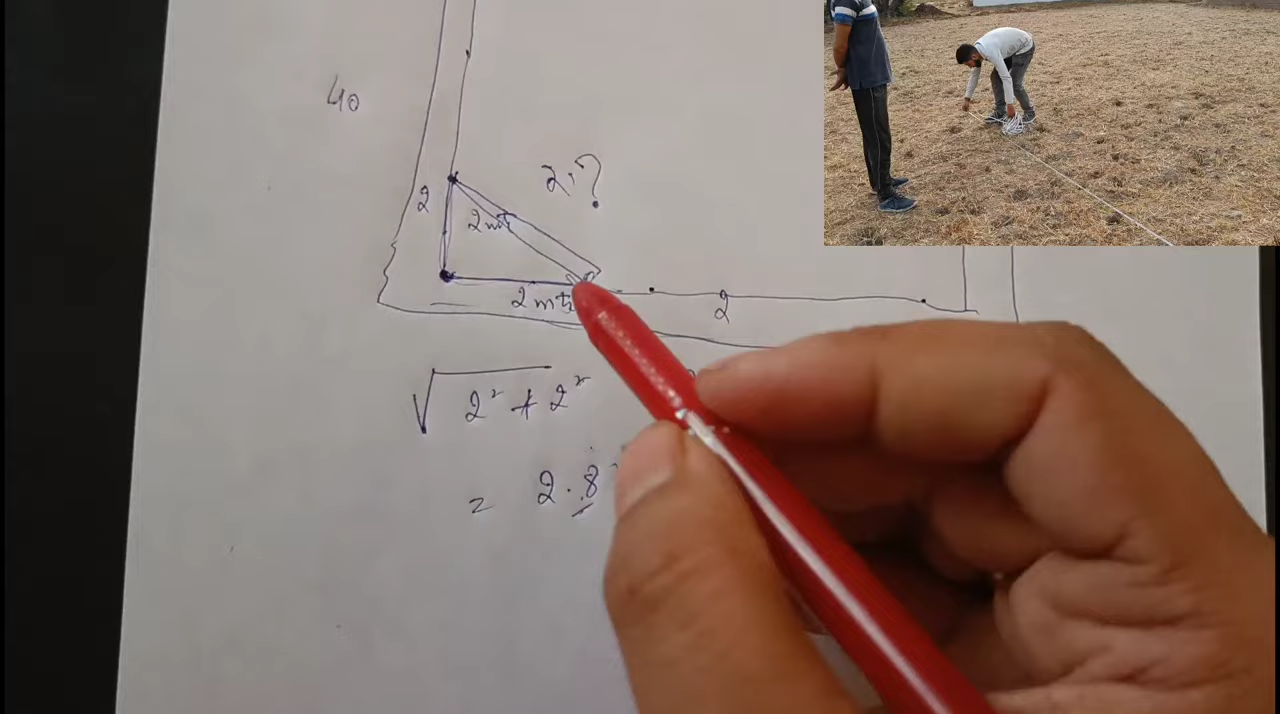 40
2,?
2
2mt
2 mt
2
√ 2² + 2²
= 2.8